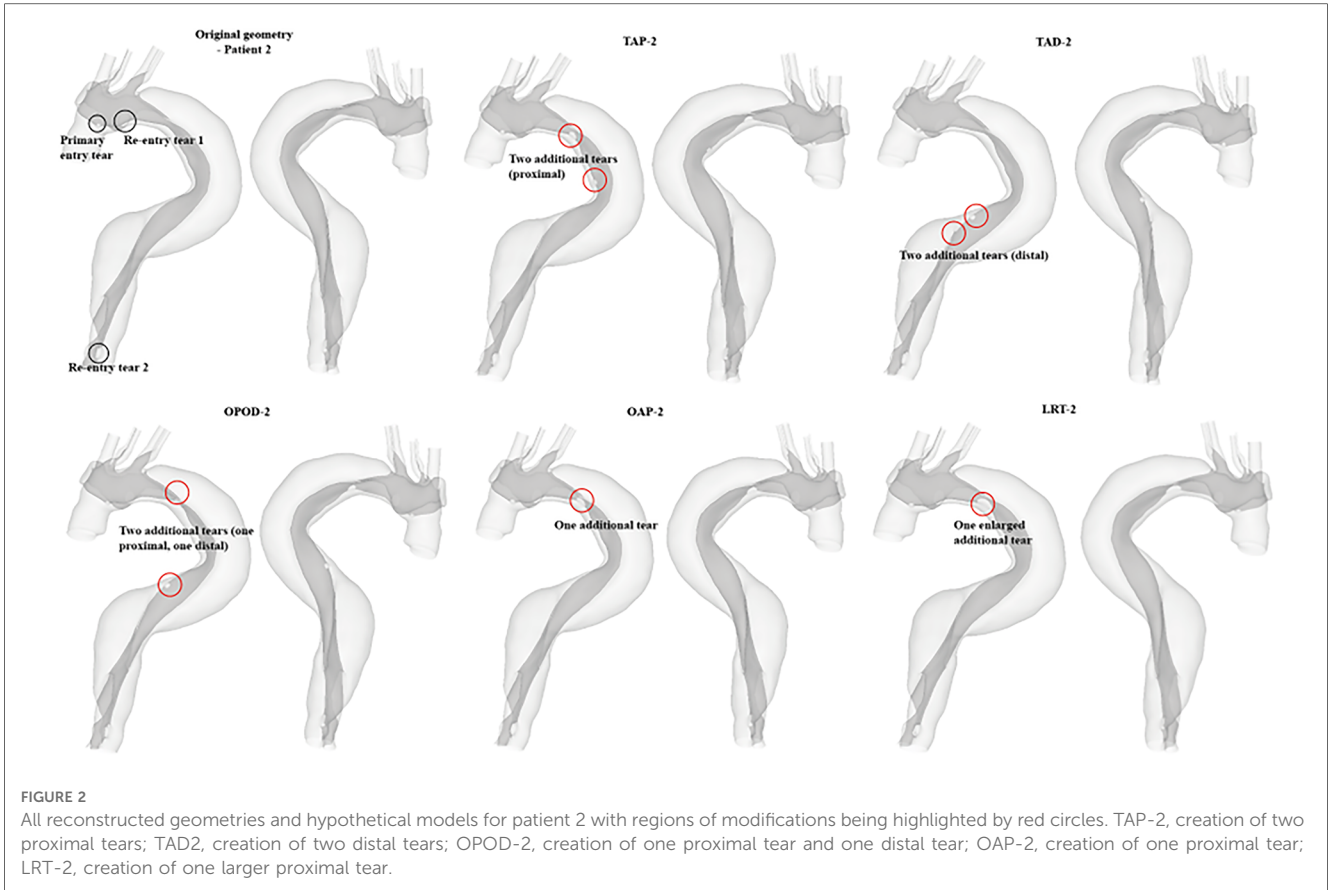 Original geometry
- Patient 2
TAP-2
TAD-2
Primary
entry tear
Re-entry tear 1
Two additional tears
(proximal)
Two additional tears (distal)
Re-entry tear 2
OPOD-2
OAP-2
LRT-2
Two additional tears (one
proximal, one distal)
One additional tear
One enlarged
additional tear
FIGURE 2
All reconstructed geometries and hypothetical models for patient 2 with regions of modifications being highlighted by red circles. TAP-2, creation of two
proximal tears; TAD2, creation of two distal tears; OPOD-2, creation of one proximal tear and one distal tear; OAP-2, creation of one proximal tear;
LRT-2, creation of one larger proximal tear.